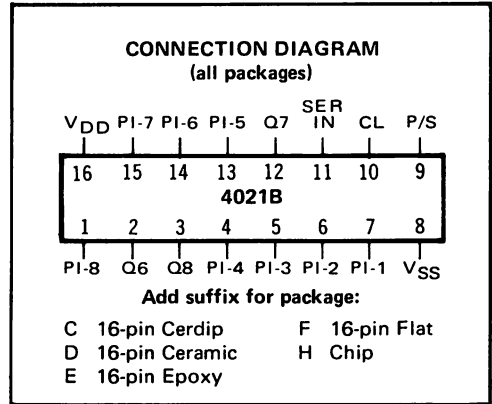 CONNECTION DIAGRAM
(all packages)
VDD PI-7 PI-6 PI-5 Q7 SER IN CL P/S
16 15 14 13 12 11 10 9
4021B
1 2 3 4 5 6 7 8
PI-8 Q6 Q8 PI-4 PI-3 PI-2 PI-1 VSS
Add suffix for package:
C 16-pin Cerdip F 16-pin Flat
D 16-pin Ceramic H Chip
E 16-pin Epoxy